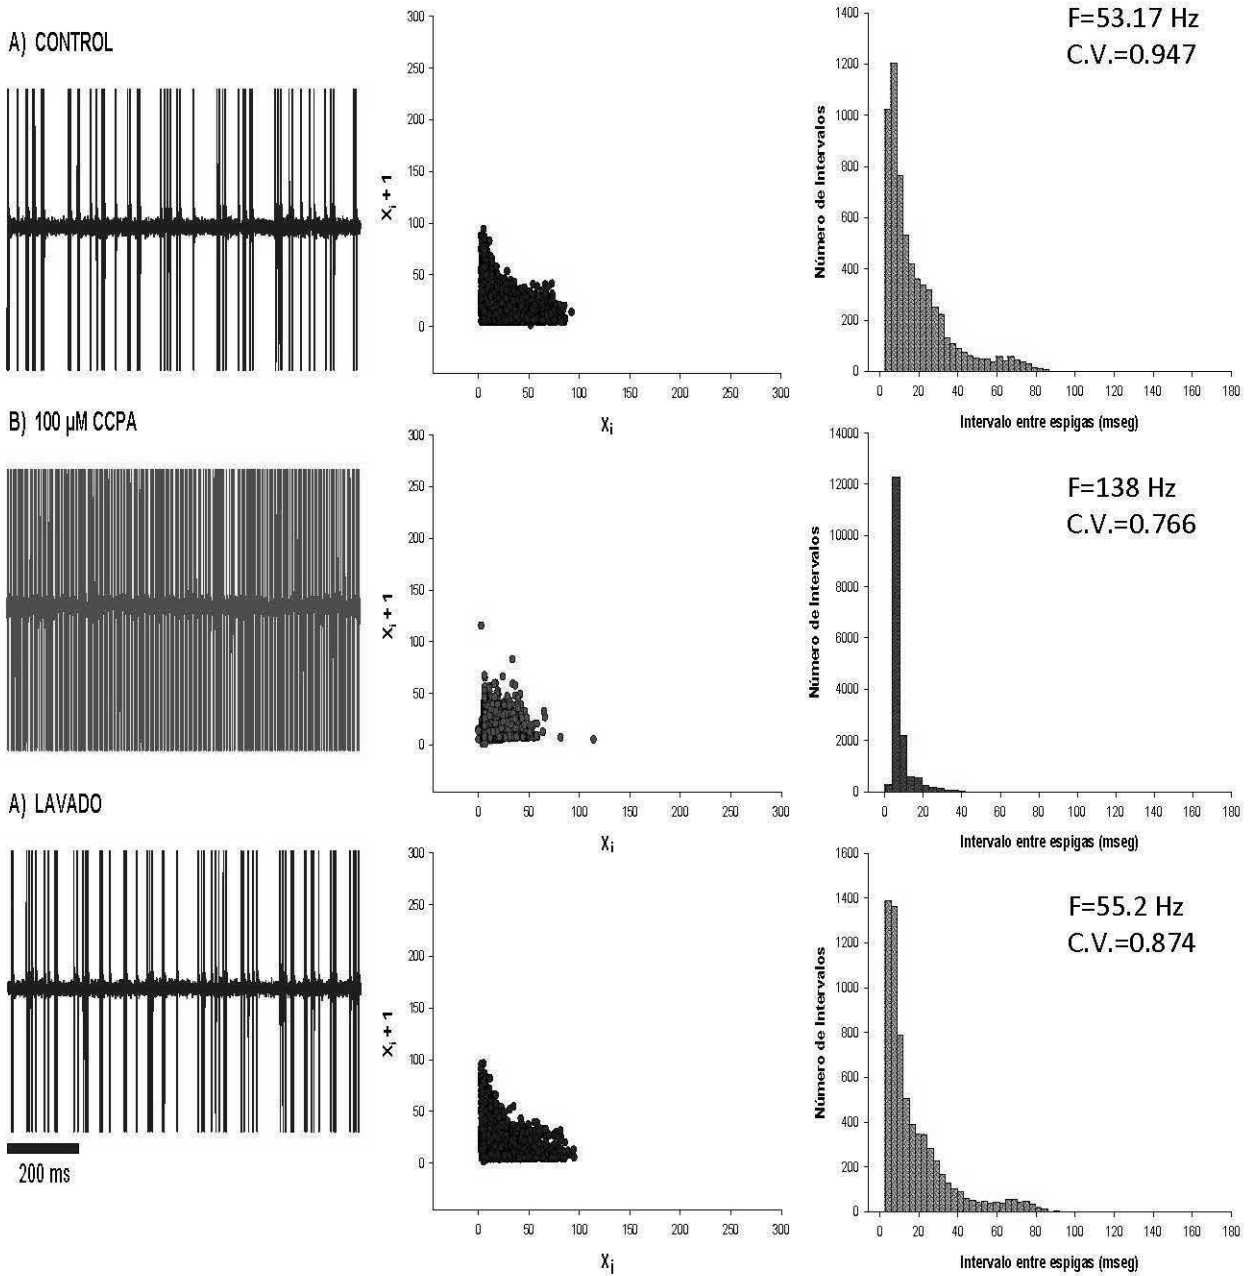 A) CONTROL
300
250
200
150
100
50
0
X i + 1
0 50 100 150 200 250 300
X i
F=53.17 Hz
C.V.=0.947
1400
1200
1000
800
600
400
200
0
Número de Intervalos
0 20 40 60 80 100 120 140 160 180
Intervalo entre espigas (mseg)
B) 100 µM CCPA
300
250
200
150
100
50
0
X i + 1
0 50 100 150 200 250 300
X i
F=138 Hz
C.V.=0.766
14000
12000
10000
8000
6000
4000
2000
0
Número de Intervalos
0 20 40 60 80 100 120 140 160 180
Intervalo entre espigas (mseg)
A) LAVADO
200 ms
300
250
200
150
100
50
0
X i + 1
0 50 100 150 200 250 300
X i
F=55.2 Hz
C.V.=0.874
1600
1400
1200
1000
800
600
400
200
0
Número de Intervalos
0 20 40 60 80 100 120 140 160 180
Intervalo entre espigas (mseg)